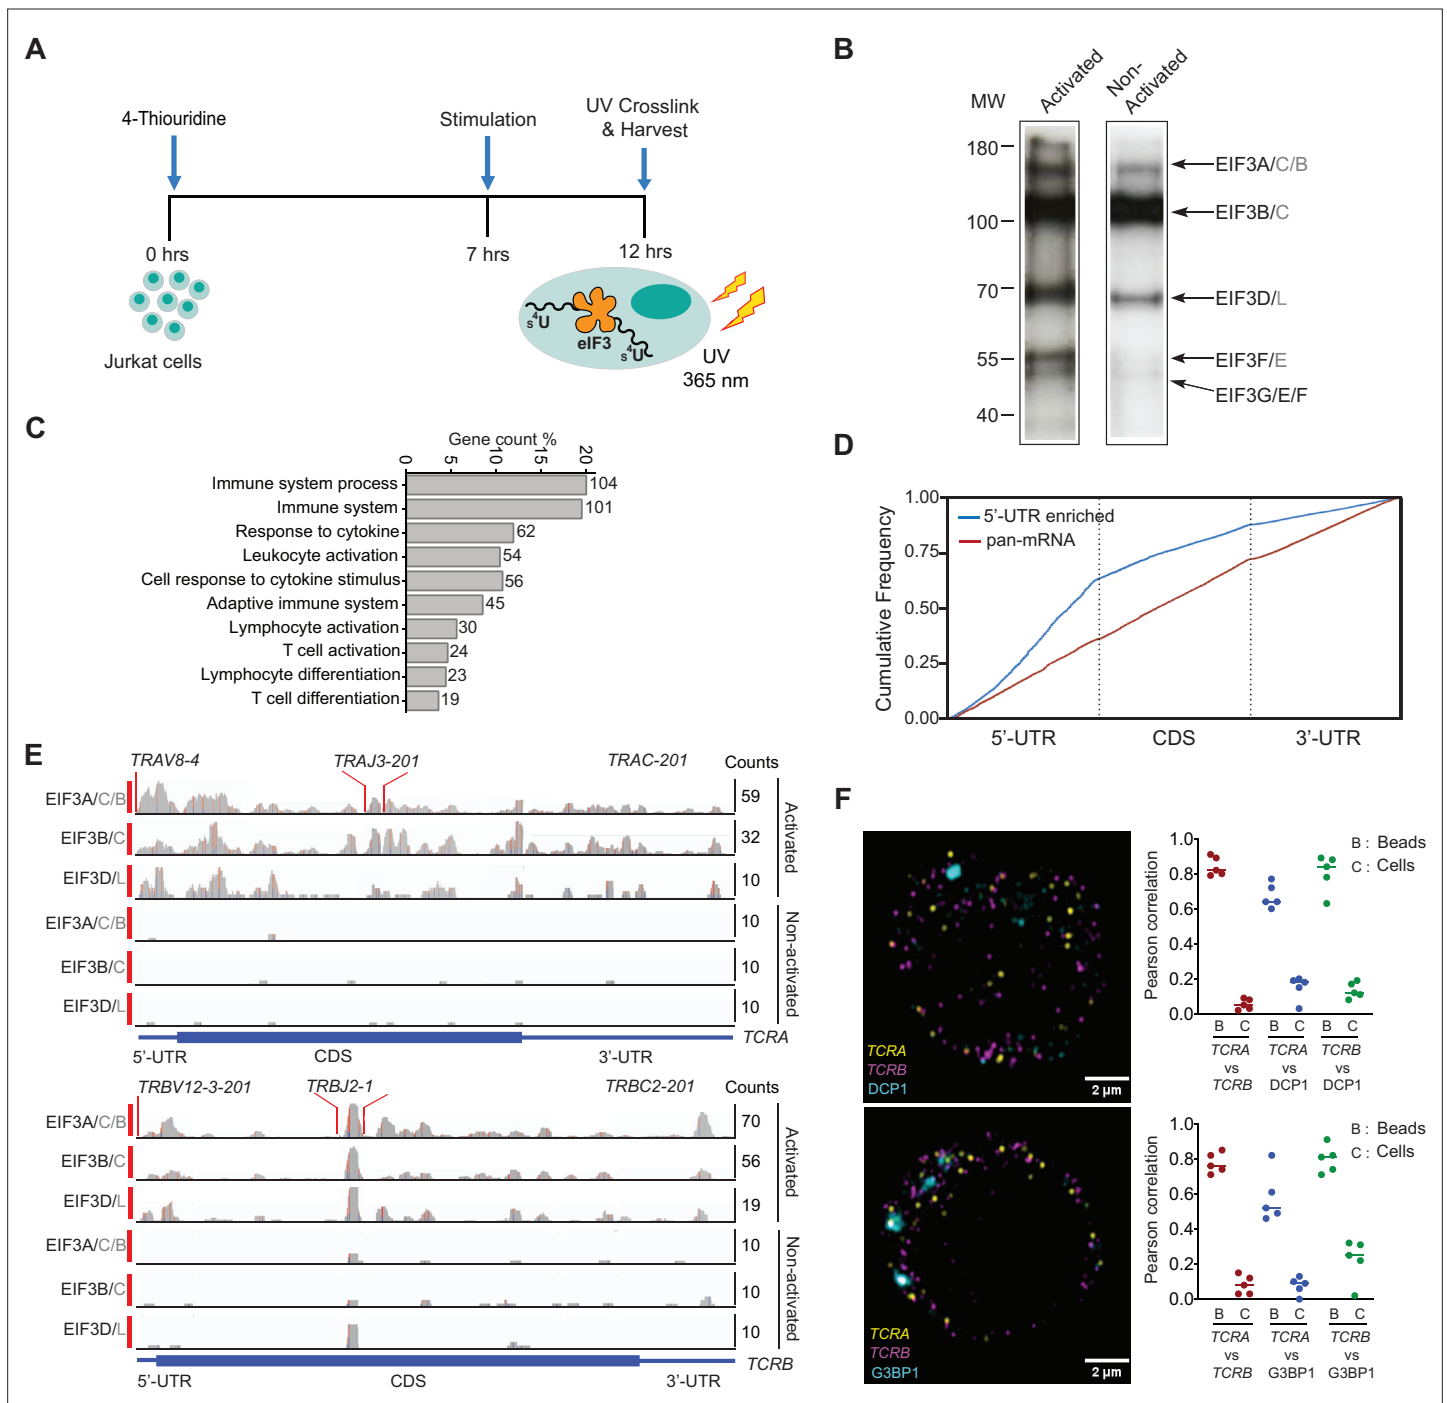 A
4-Thiouridine
Stimulation
UV Crosslink
& Harvest
0 hrs
7 hrs
12 hrs
Jurkat cells
s4U
eIF3
s4U
UV
365 nm
B
MW
Activated
Non-
Activated
180
100
70
55
40
EIF3A/C/B
EIF3B/C
EIF3D/L
EIF3F/E
EIF3G/E/F
C
Gene count %
0 5 10 15 20
Immune system process 104
Immune system 101
Response to cytokine 62
Leukocyte activation 54
Cell response to cytokine stimulus 56
Adaptive immune system 45
Lymphocyte activation 30
T cell activation 24
Lymphocyte differentiation 23
T cell differentiation 19
D
Cumulative Frequency
1.00
0.75
0.50
0.25
0.00
5’-UTR enriched
pan-mRNA
5’-UTR CDS 3’-UTR
E
TRAV8-4 TRAJ3-201 TRAC-201 Counts
EIF3A/C/B 59
EIF3B/C 32
EIF3D/L 10
Activated
EIF3A/C/B 10
EIF3B/C 10
EIF3D/L 10
Non-activated
TCRA
5’-UTR CDS 3’-UTR
TRBV12-3-201 TRBJ2-1 TRBC2-201 Counts
EIF3A/C/B 70
EIF3B/C 56
EIF3D/L 19
Activated
EIF3A/C/B 10
EIF3B/C 10
EIF3D/L 10
Non-activated
TCRB
5’-UTR CDS 3’-UTR
F
TCRA
TCRB
DCP1
2 µm
Pearson correlation
1.0
0.8
0.6
0.4
0.2
0.0
B : Beads
C : Cells
B C B C B C
TCRA TCRA TCRB
vs vs vs
TCRB DCP1 DCP1
TCRA
TCRB
G3BP1
2 µm
Pearson correlation
1.0
0.8
0.6
0.4
0.2
0.0
B : Beads
C : Cells
B C B C B C
TCRA TCRA TCRB
vs vs vs
TCRB G3BP1 G3BP1